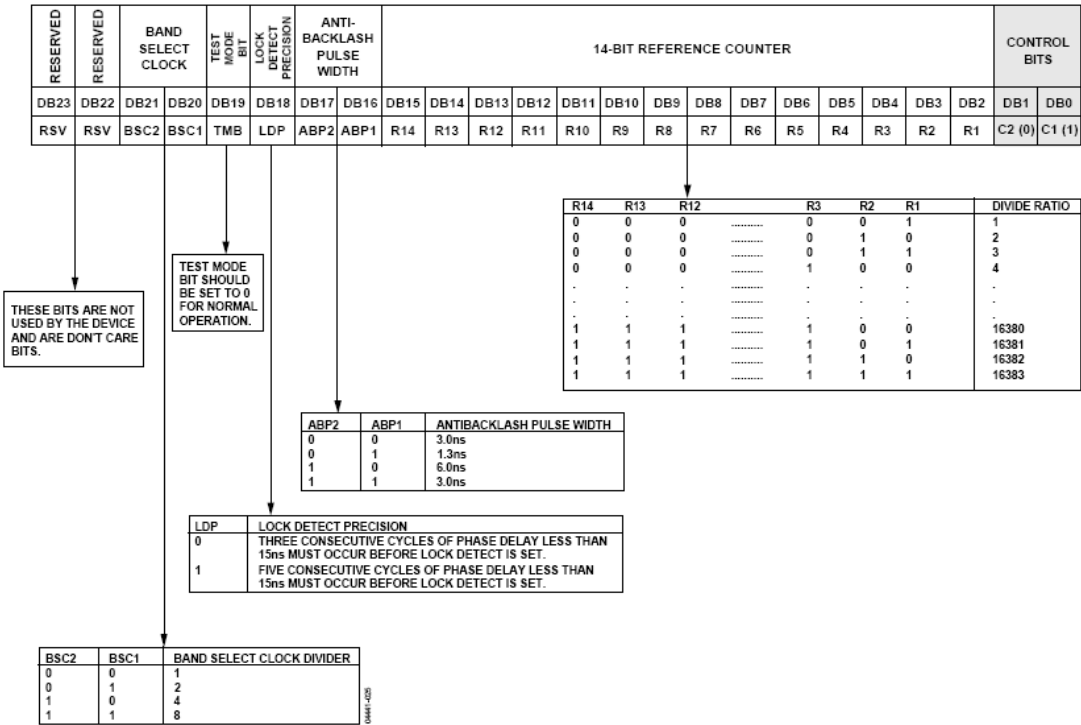 RESERVED
RESERVED
BAND
SELECT
CLOCK
TEST
MODE
BIT
LOCK
DETECT
PRECISION
ANTI-
BACKLASH
PULSE
WIDTH
14-BIT REFERENCE COUNTER
CONTROL
BITS
DB23 DB22 DB21 DB20 DB19 DB18 DB17 DB16 DB15 DB14 DB13 DB12 DB11 DB10 DB9 DB8 DB7 DB6 DB5 DB4 DB3 DB2 DB1 DB0
RSV RSV BSC2 BSC1 TMB LDP ABP2 ABP1 R14 R13 R12 R11 R10 R9 R8 R7 R6 R5 R4 R3 R2 R1 C2 (0) C1 (1)
R14 R13 R12 R3 R2 R1 DIVIDE RATIO
0 0 0 .......... 0 0 1 1
0 0 0 .......... 0 1 0 2
0 0 0 .......... 0 1 1 3
0 0 0 .......... 1 0 0 4
. . . . . . .
. . . . . . .
. . . . . . .
1 1 1 .......... 1 0 0 16380
1 1 1 .......... 1 0 1 16381
1 1 1 .......... 1 1 0 16382
1 1 1 .......... 1 1 1 16383
TEST MODE
BIT SHOULD
BE SET TO 0
FOR NORMAL
OPERATION.
THESE BITS ARE NOT
USED BY THE DEVICE
AND ARE DON'T CARE
BITS.
ABP2 ABP1 ANTIBACKLASH PULSE WIDTH
0 0 3.0ns
0 1 1.3ns
1 0 6.0ns
1 1 3.0ns
LDP LOCK DETECT PRECISION
0 THREE CONSECUTIVE CYCLES OF PHASE DELAY LESS THAN
15ns MUST OCCUR BEFORE LOCK DETECT IS SET.
1 FIVE CONSECUTIVE CYCLES OF PHASE DELAY LESS THAN
15ns MUST OCCUR BEFORE LOCK DETECT IS SET.
BSC2 BSC1 BAND SELECT CLOCK DIVIDER
0 0 1
0 1 2
1 0 4
1 1 8
04441-025